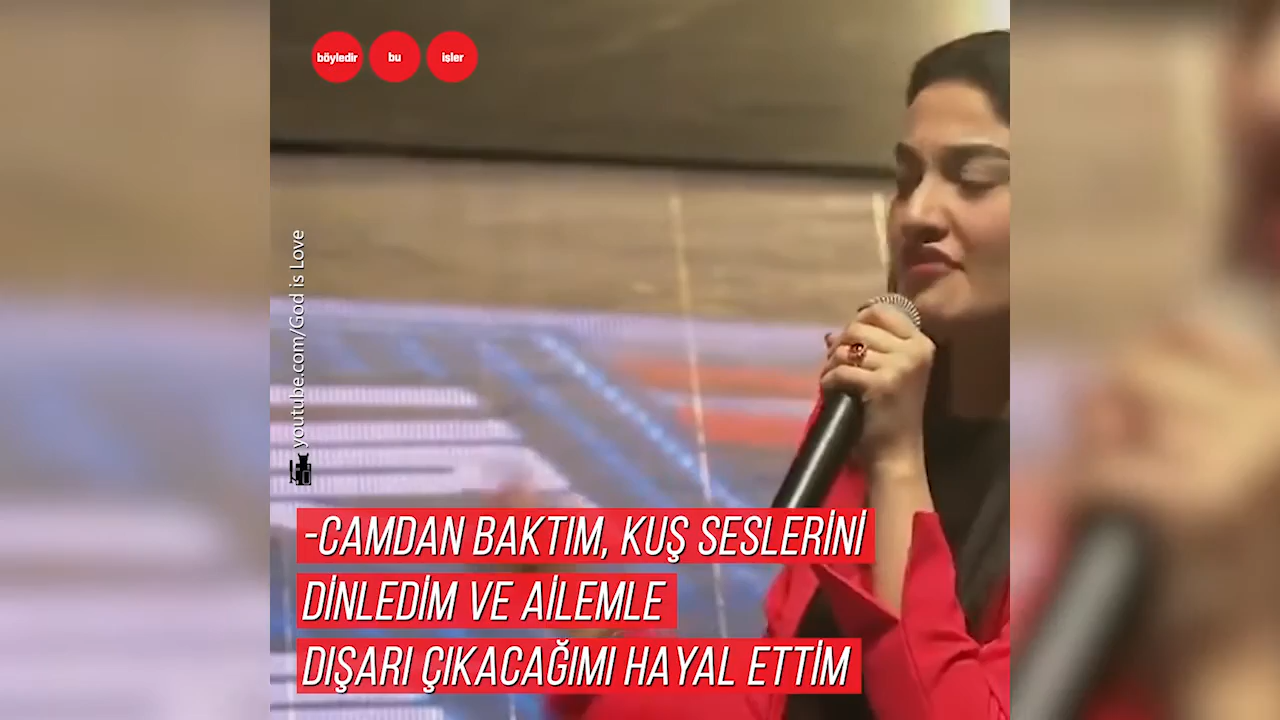 böyledir bu işler
youtube.com/God is Love
-CAMDAN BAKTIM, KUŞ SESLERİNİ
DİNLEDİM VE AİLEMLE
DIŞARI ÇIKACAĞIMI HAYAL ETTİM